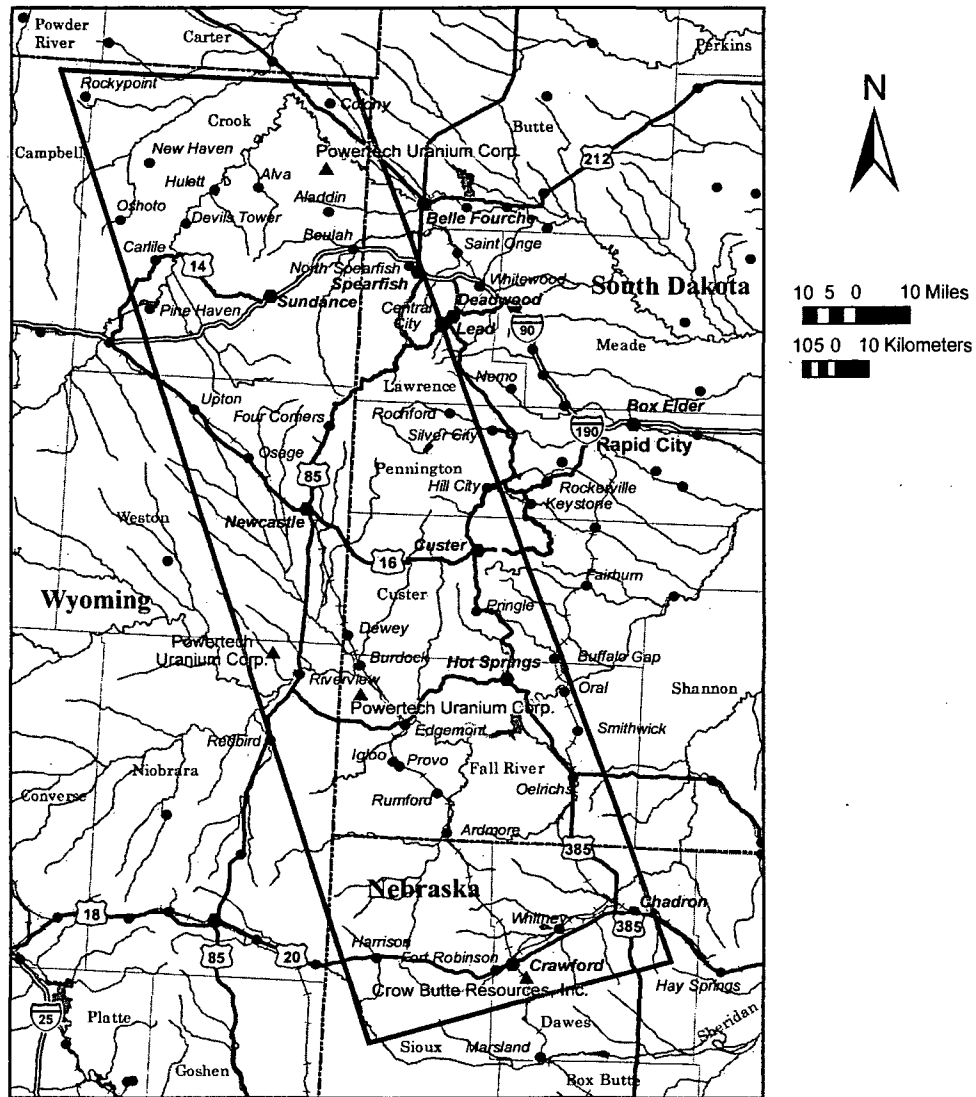 Powder
River
Carter
Perkins
Rockypoint
Colony
Crook
Butte
N
Campbell
New Haven
Powertech Uranium Corp.
212
Hulett
Alva
Aladdin
Oshoto
Devils Tower
Belle Fourche
Carlile
Beulah
Saint Onge
14
North Spearfish
Spearfish
Whitewood
South Dakota
Pine Haven
Sundance
Central
City
Deadwood
Lead
90
Meade
10 5 0 10 Miles
105 0 10 Kilometers
Lawrence
Nemo
Upton
Four Corners
Rochford
Box Elder
Silver City
190
Rapid City
Osage
85
Pennington
Hill City
Rockerville
Keystone
Weston
Newcastle
16
Custer
Custer
Fairburn
Wyoming
Pringle
Dewey
Powertech
Uranium Corp.
Burdock
Hot Springs
Buffalo Gap
Riverview
Oral
Shannon
Powertech Uranium Corp.
Edgemont
Smithwick
Redbird
Igloo
Provo
Niobrara
Fall River
Converse
Rumford
Oelrichs
Ardmore
385
Nebraska
18
Whitney
Chadron
385
85
20
Harrison
Fort Robinson
Crawford
Crow Butte Resources, Inc.
Hay Springs
25
Platte
Dawes
Sheridan
Sioux
Marsland
Goshen
Box Butte